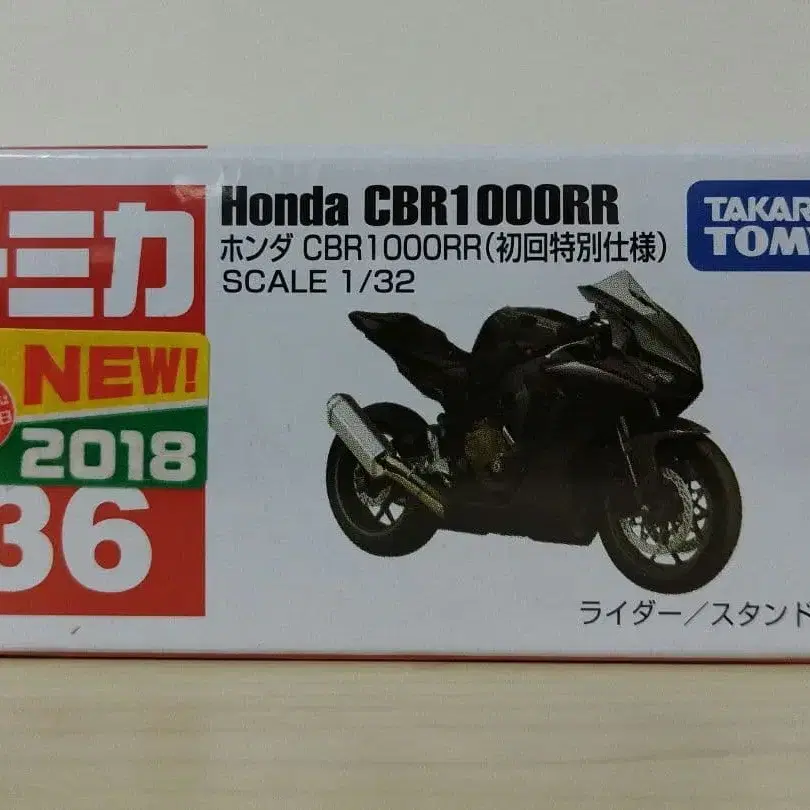 トミカ
NEW!
2018
36
Honda CBR1000RR
ホンダ CBR1000RR(初回特別仕様)
SCALE 1/32
TAKAR
TOMY
ライダー／スタンド